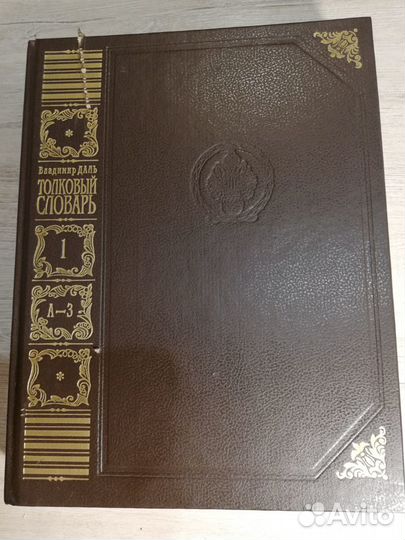 Владимир ДАЛЬ
ТОЛКОВЫЙ
СЛОВАРЬ
1
А—З
Avito